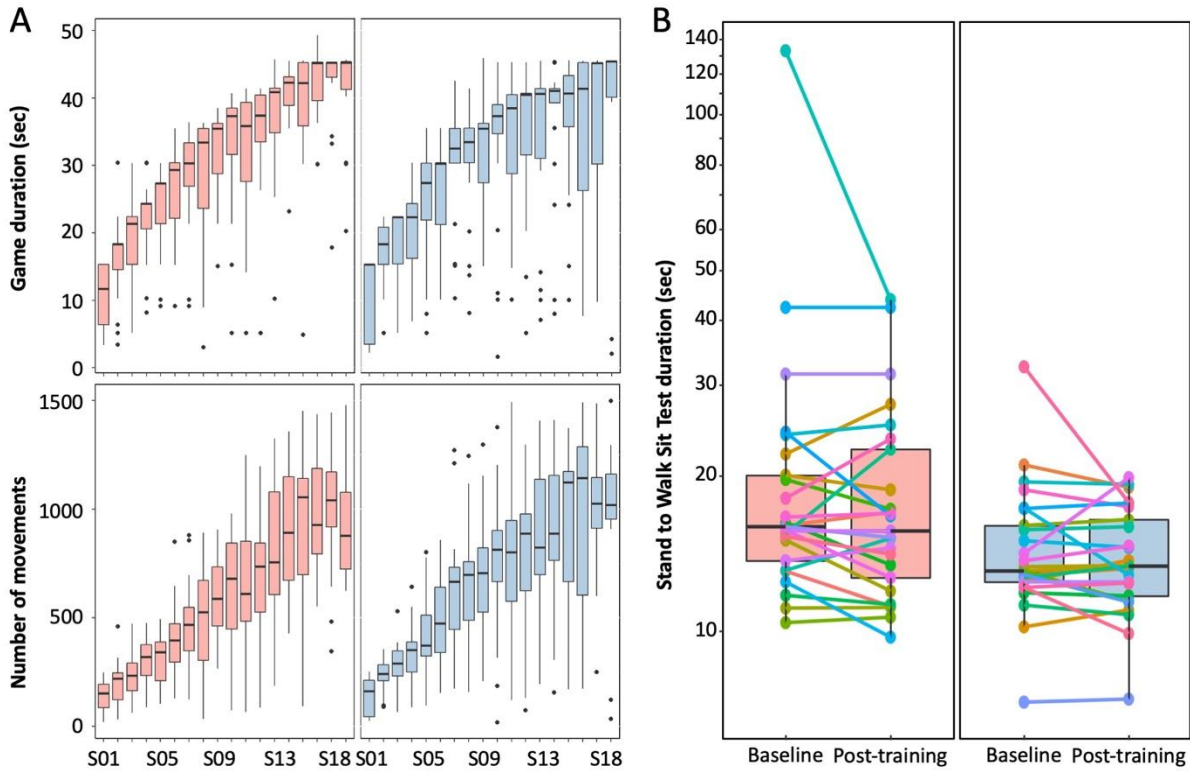 A
Game duration (sec)
50
40
30
20
10
0
Number of movements
1500
1000
500
0
S01 S05 S09 S13 S18
S01 S05 S09 S13 S18
B
Stand to Walk Sit Test duration (sec)
140
120
100
80
60
50
40
30
20
10
Baseline Post-training
Baseline Post-training